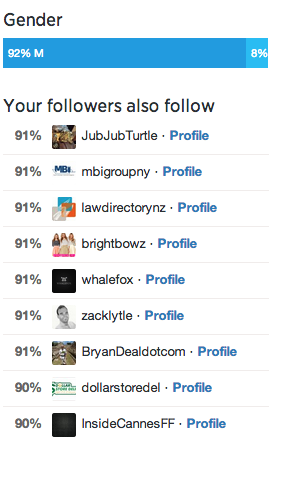 Gender
92% M 8%
Your followers also follow
91% JubJubTurtle · Profile
91% MBI mbigroupny · Profile
91% lawdirectorynz · Profile
91% brightbowz · Profile
91% whalefox · Profile
91% zacklytle · Profile
91% BryanDealdotcom · Profile
90% dollarstoredel · Profile
90% InsideCannesFF · Profile